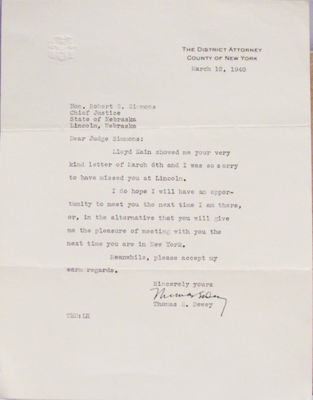 THE DISTRICT ATTORNEY
COUNTY OF NEW YORK
March 12, 1940
Hon. Robert G. Simmons
Chief Justice
State of Nebraska
Lincoln, Nebraska
Dear Judge Simmons:
Lloyd Kain showed me your very
kind letter of March 6th and I was so sorry
to have missed you at Lincoln.
I do hope I will have an oppor-
tunity to meet you the next time I am there,
or, in the alternative that you will give
me the pleasure of meeting with you the
next time you are in New York.
Meanwhile, please accept my
warm regards.
Sincerely yours
Thomas E. Dewey
Thomas E. Dewey
TED:LR